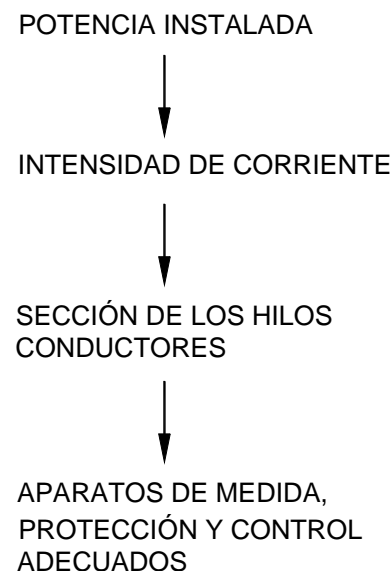 POTENCIA INSTALADA
INTENSIDAD DE CORRIENTE
SECCIÓN DE LOS HILOS
CONDUCTORES
APARATOS DE MEDIDA,
PROTECCIÓN Y CONTROL
ADECUADOS